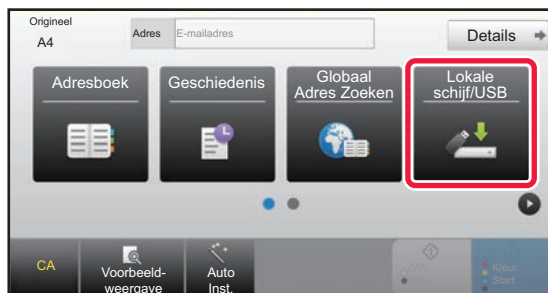 Origineel
A4
Adres
E-mailadres
Details
Adresboek
Geschiedenis
Globaal
Adres Zoeken
Lokale
schijf/USB
CA
Voorbeeld-
weergave
Auto
Inst.
Z/W
Start
Kleur
Start